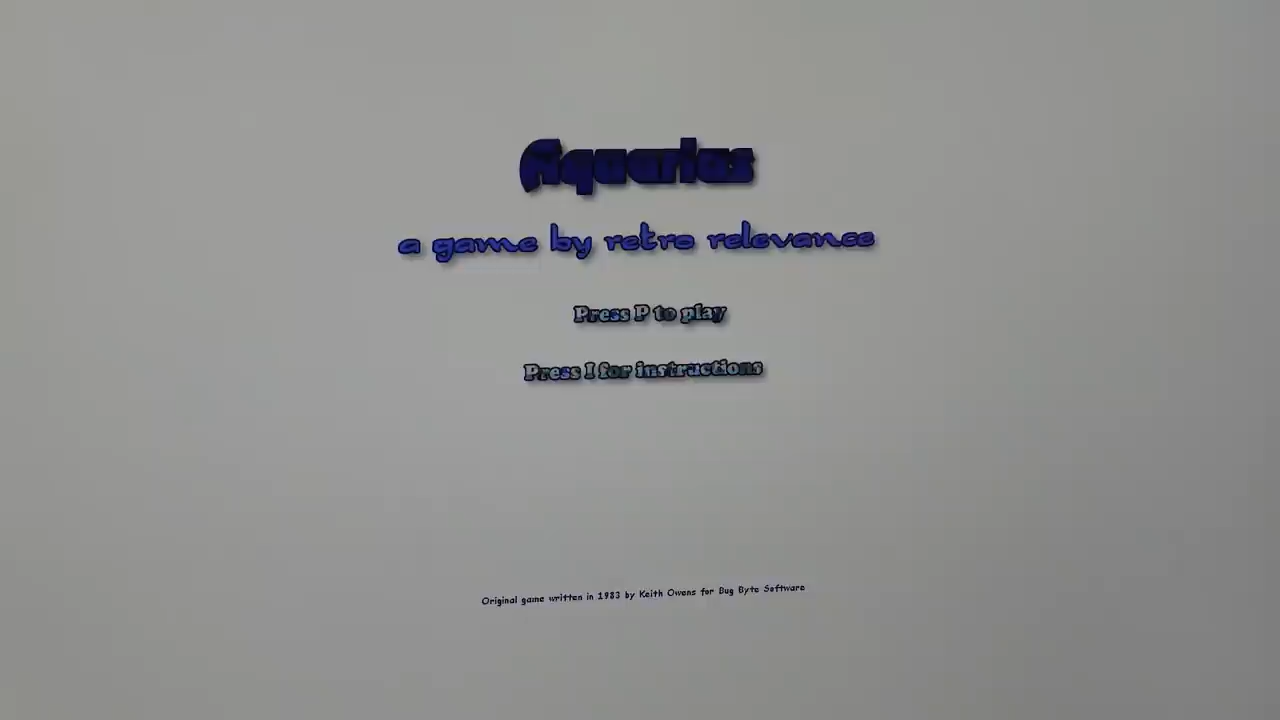 Aquarius
a game by retro relevance
Press P to play
Press I for instructions
Original game written in 1983 by Keith Owens for Bug Byte Software